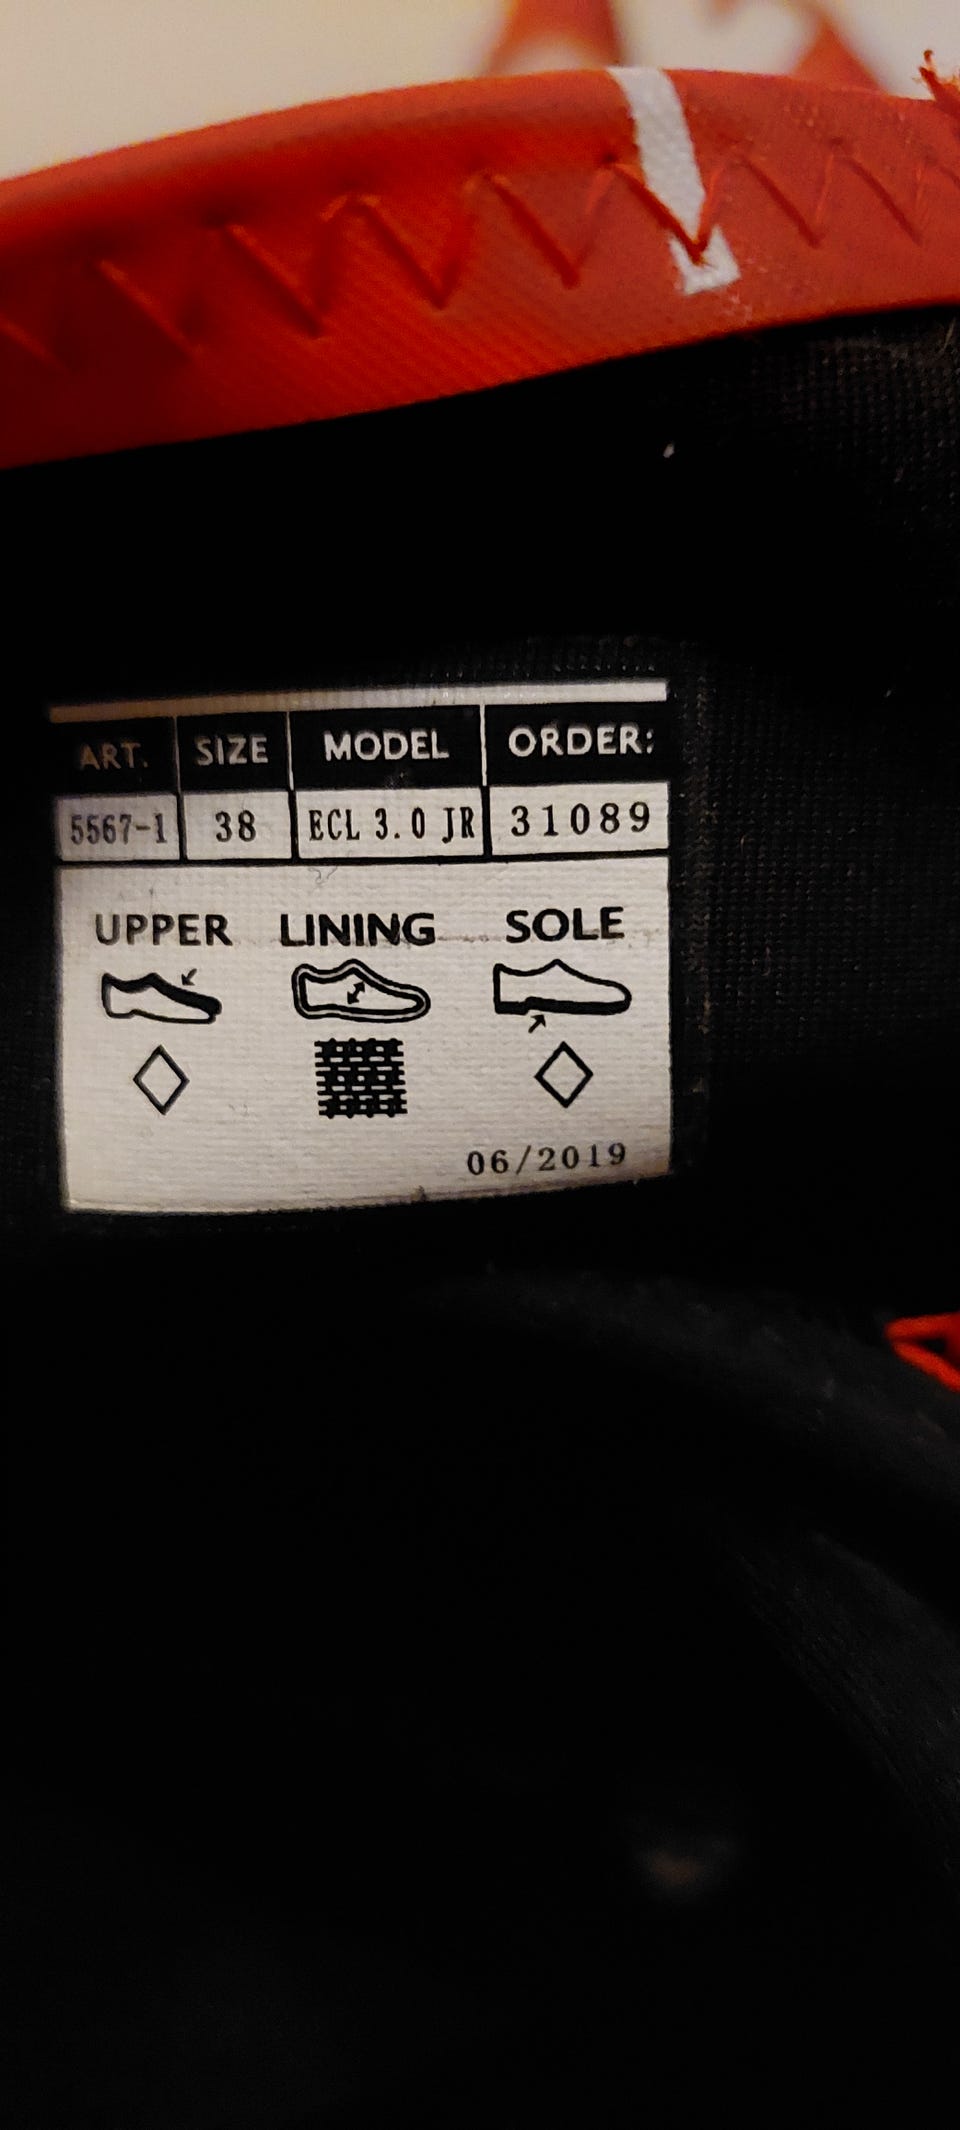 ART. SIZE MODEL ORDER:
5567-1 38 ECL 3.0 JR 31089
UPPER LINING SOLE
06/2019